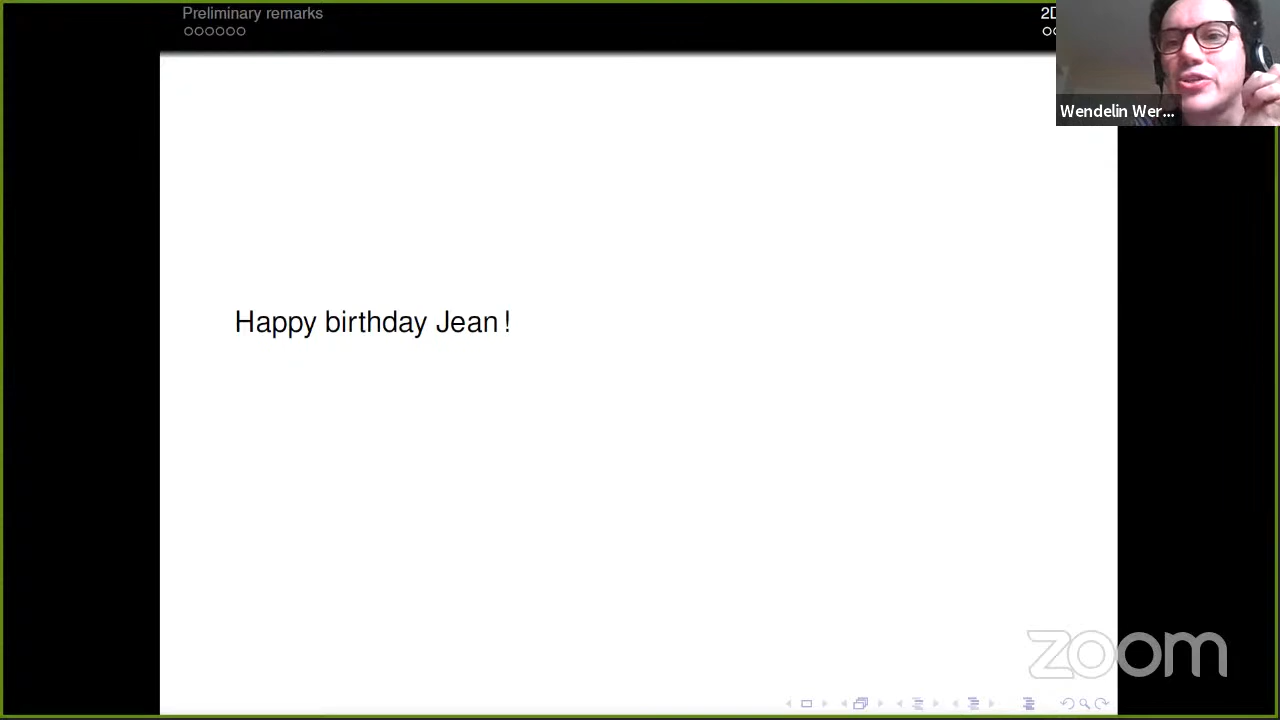 Preliminary remarks
2D
Wendelin Wer...
Happy birthday Jean !
zoom